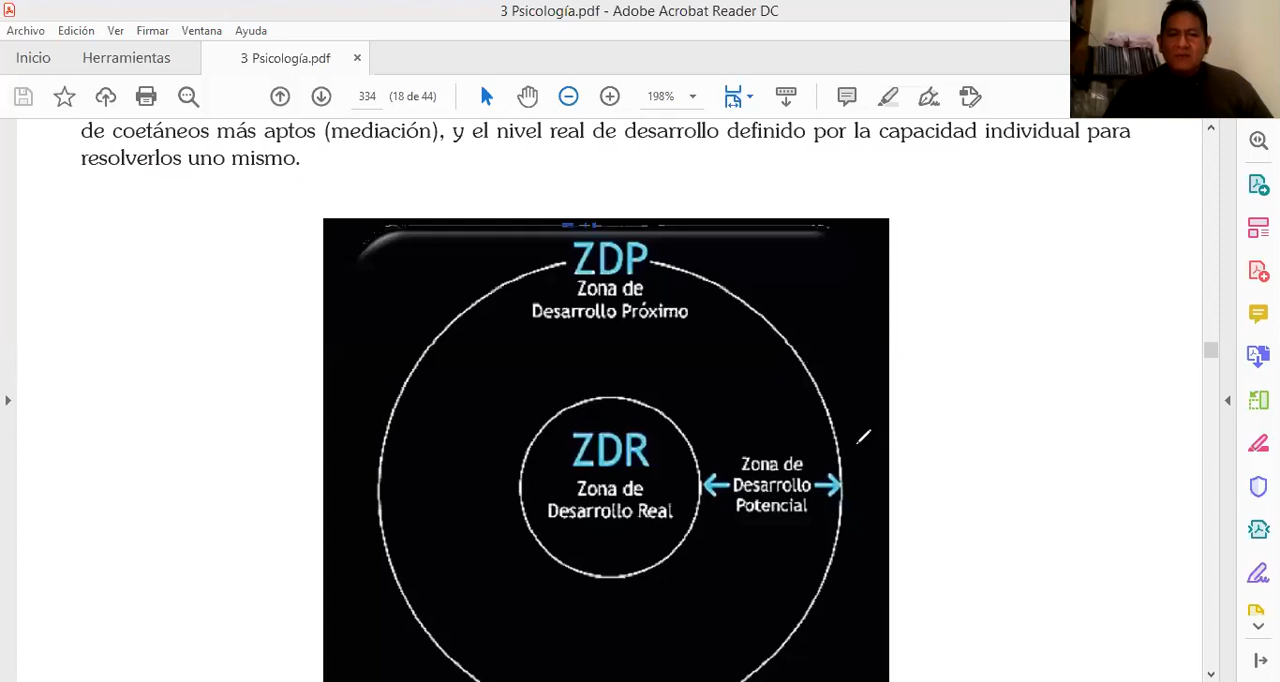 3 Psicología.pdf - Adobe Acrobat Reader DC
Archivo Edición Ver Firmar Ventana Ayuda
Inicio Herramientas 3 Psicología.pdf ×
334 (18 de 44) 198%
de coetáneos más aptos (mediación), y el nivel real de desarrollo definido por la capacidad individual para
resolverlos uno mismo.
ZDP
Zona de
Desarrollo Próximo
ZDR
Zona de
Desarrollo Real
Zona de
Desarrollo
Potencial